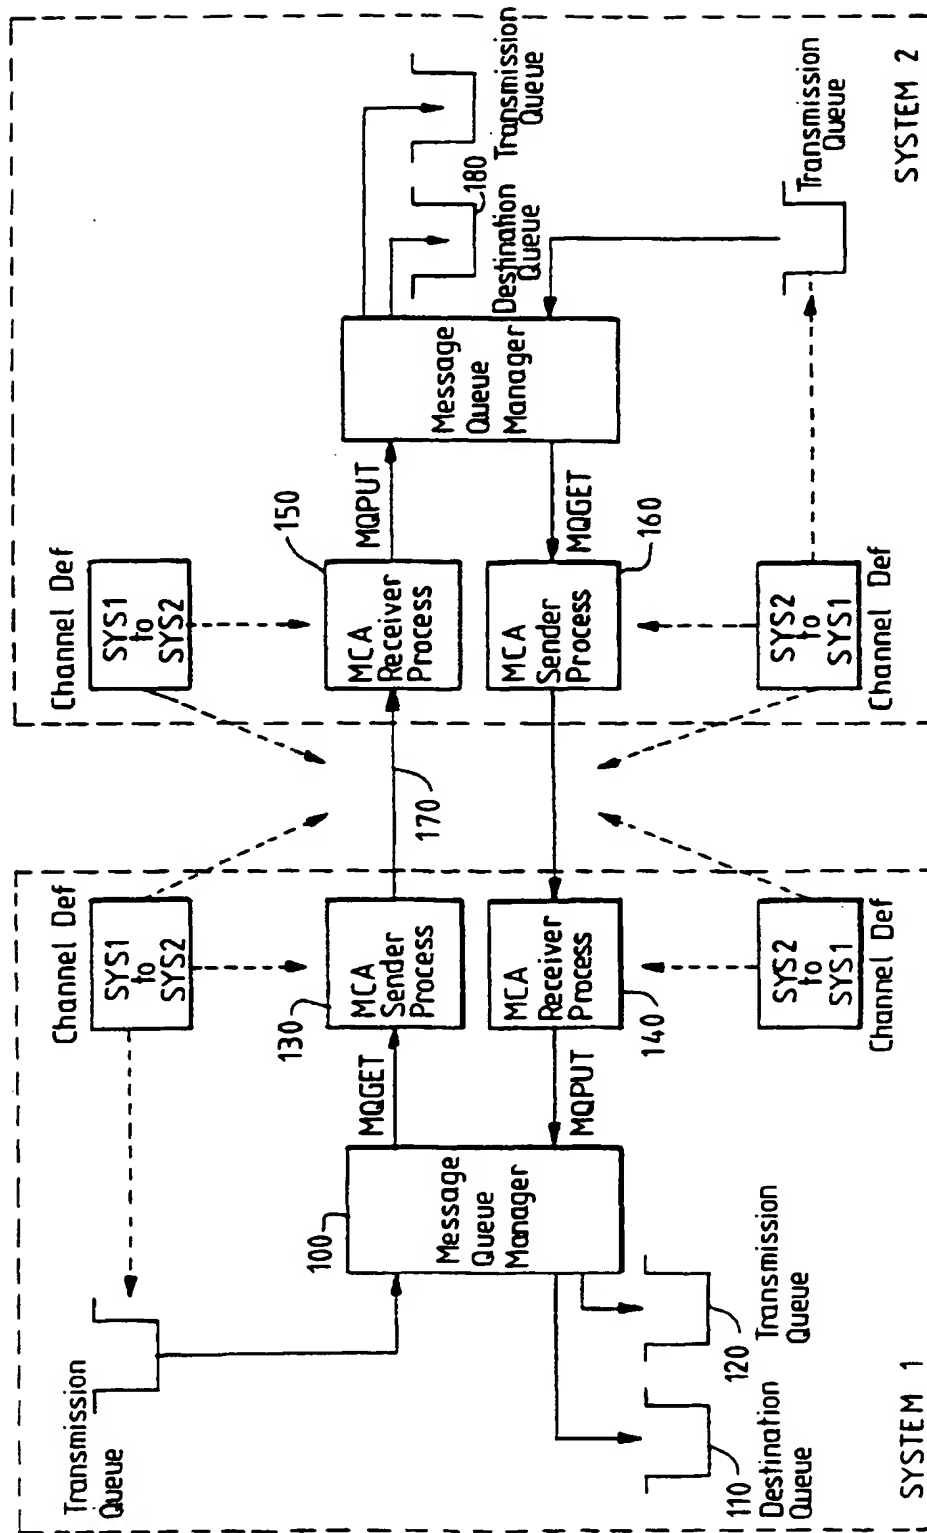 Transmission
Queue
Channel Def
SYS1
to
SYS2
Channel Def
SYS1
to
SYS2
100
Message
Queue
Manager
MQGET
130
MCA
Sender
Process
170
150
MCA
Receiver
Process
MQPUT
Message
Queue
Manager
Destination
Queue
180
Transmission
Queue
MQPUT
140
MCA
Receiver
Process
160
MCA
Sender
Process
MQGET
110
Destination
Queue
120
Transmission
Queue
SYS2
to
SYS1
Channel Def
SYS2
to
SYS1
Channel Def
Transmission
Queue
SYSTEM 1
SYSTEM 2